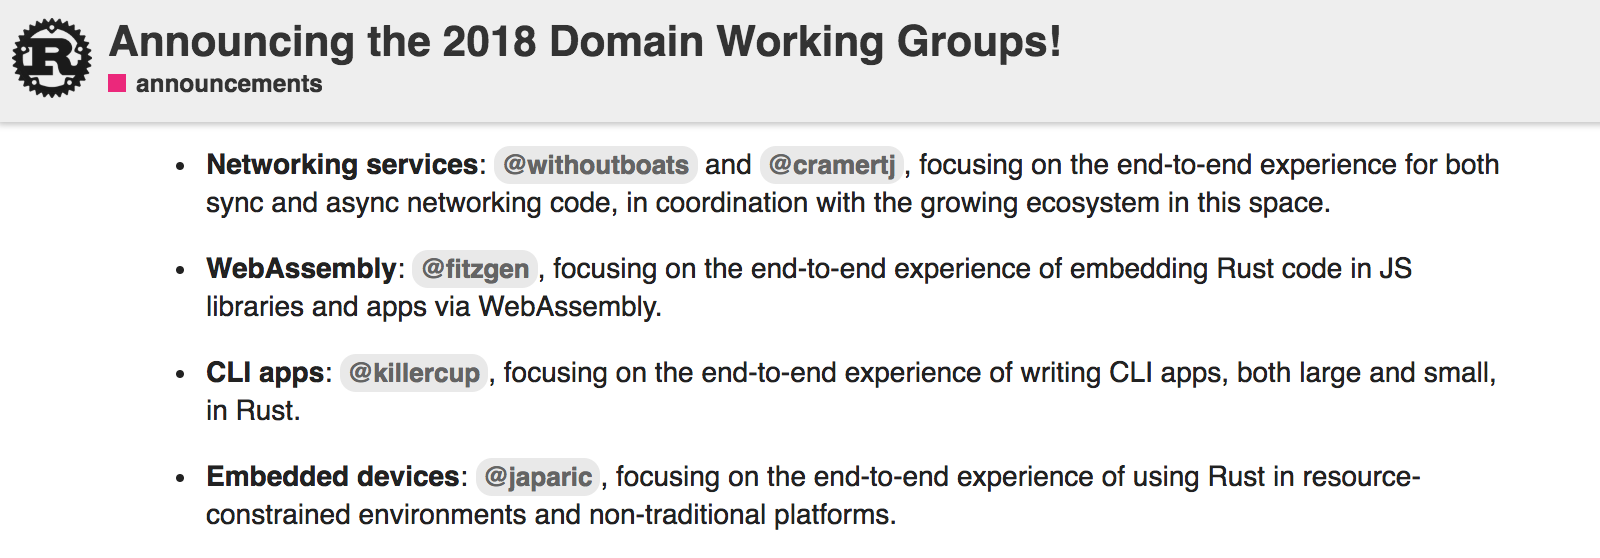 Announcing the 2018 Domain Working Groups!
announcements
• Networking services: @withoutboats and @cramertj, focusing on the end-to-end experience for both
sync and async networking code, in coordination with the growing ecosystem in this space.
• WebAssembly: @fitzgen, focusing on the end-to-end experience of embedding Rust code in JS
libraries and apps via WebAssembly.
• CLI apps: @killercup, focusing on the end-to-end experience of writing CLI apps, both large and small,
in Rust.
• Embedded devices: @japaric, focusing on the end-to-end experience of using Rust in resource-
constrained environments and non-traditional platforms.